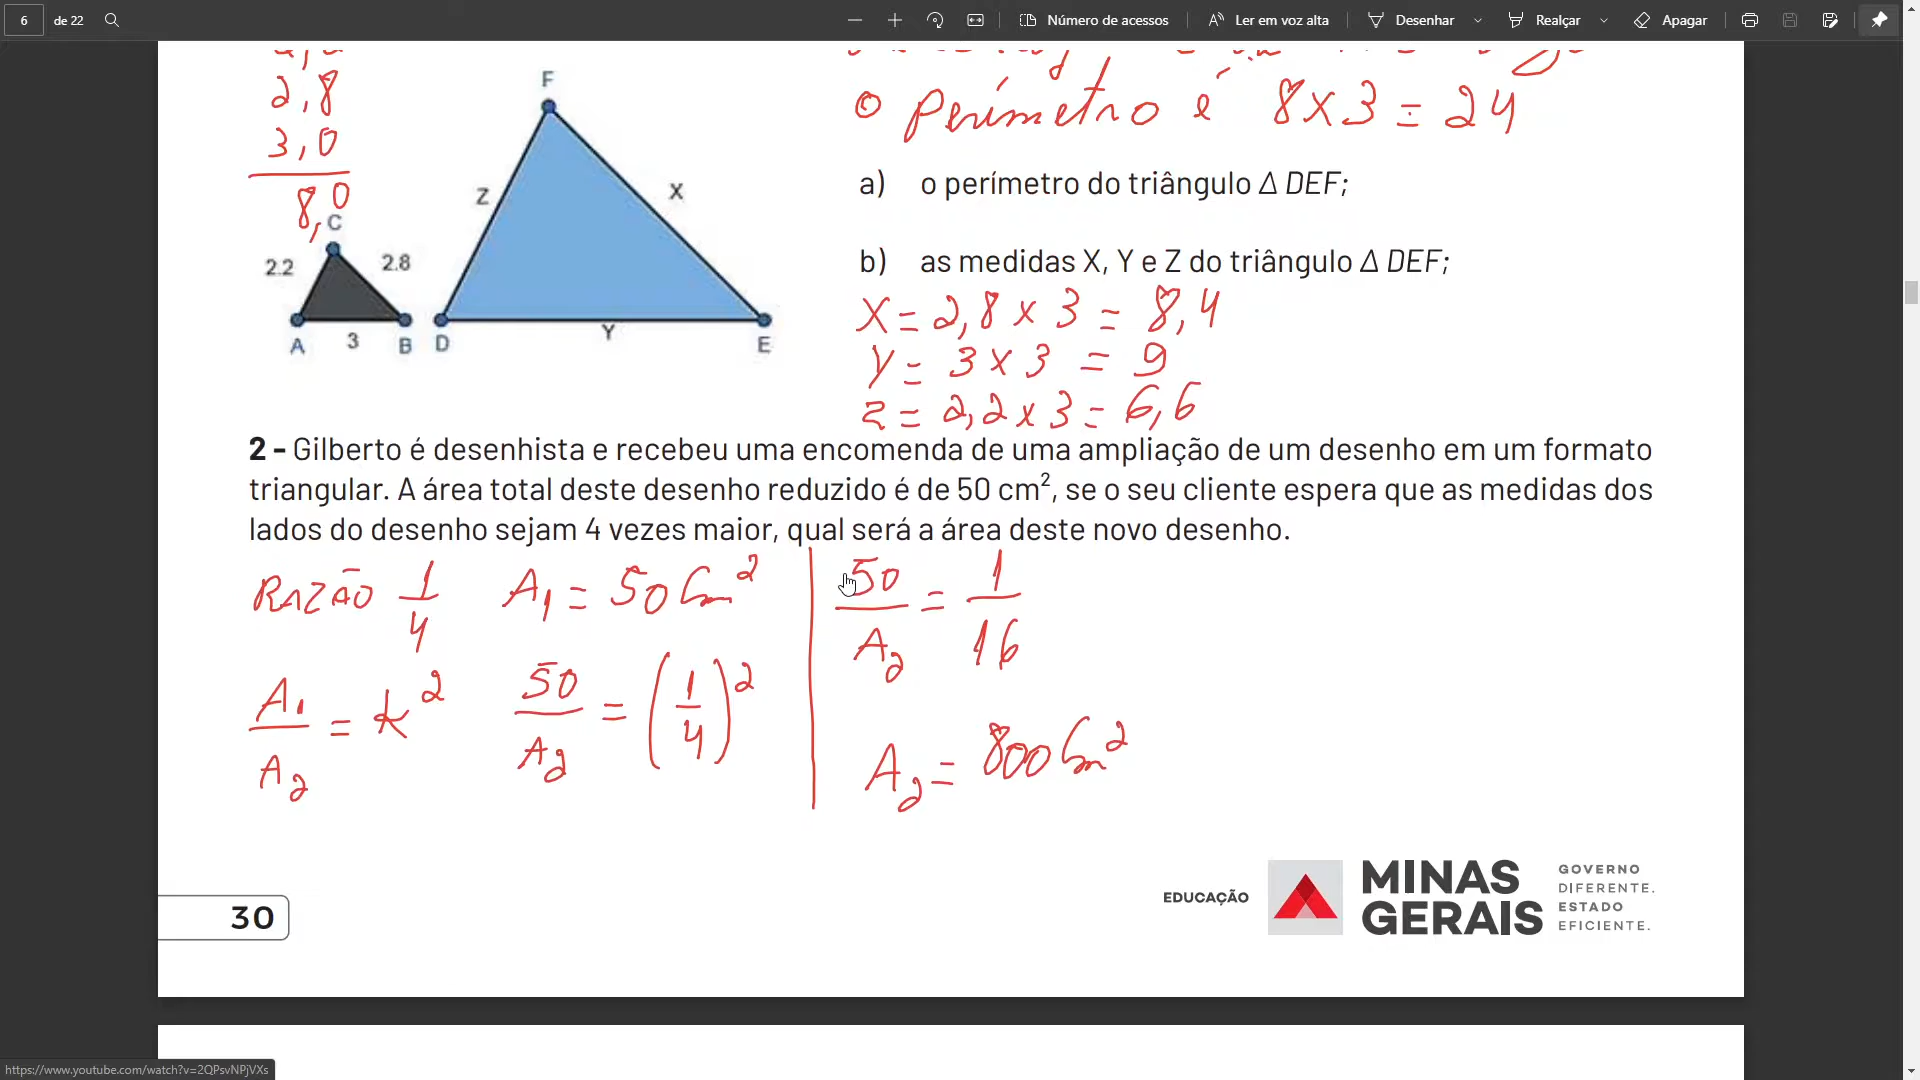 6 de 22 Número de acessos Ler em voz alta Desenhar Realçar Apagar
2,8
3,0
8,0
F
Z
X
C
2.2
2.8
A
3
B
D
Y
E
o perímetro é 8x3 = 24
a) o perímetro do triângulo Δ DEF;
b) as medidas X, Y e Z do triângulo Δ DEF;
X = 2,8 x 3 = 8,4
Y = 3 x 3 = 9
Z = 2,2 x 3 = 6,6
2 - Gilberto é desenhista e recebeu uma encomenda de uma ampliação de um desenho em um formato
triangular. A área total deste desenho reduzido é de 50 cm², se o seu cliente espera que as medidas dos
lados do desenho sejam 4 vezes maior, qual será a área deste novo desenho.
RAZÃO 1/4 A₁ = 50 cm²
A₁/A₂ = k² 50/A₂ = (1/4)²
50/A₂ = 1/16
A₂ = 800 cm²
EDUCAÇÃO
MINAS
GERAIS
GOVERNO
DIFERENTE.
ESTADO
EFICIENTE.
30
https://www.youtube.com/watch?v=2QPsvNPjVXs